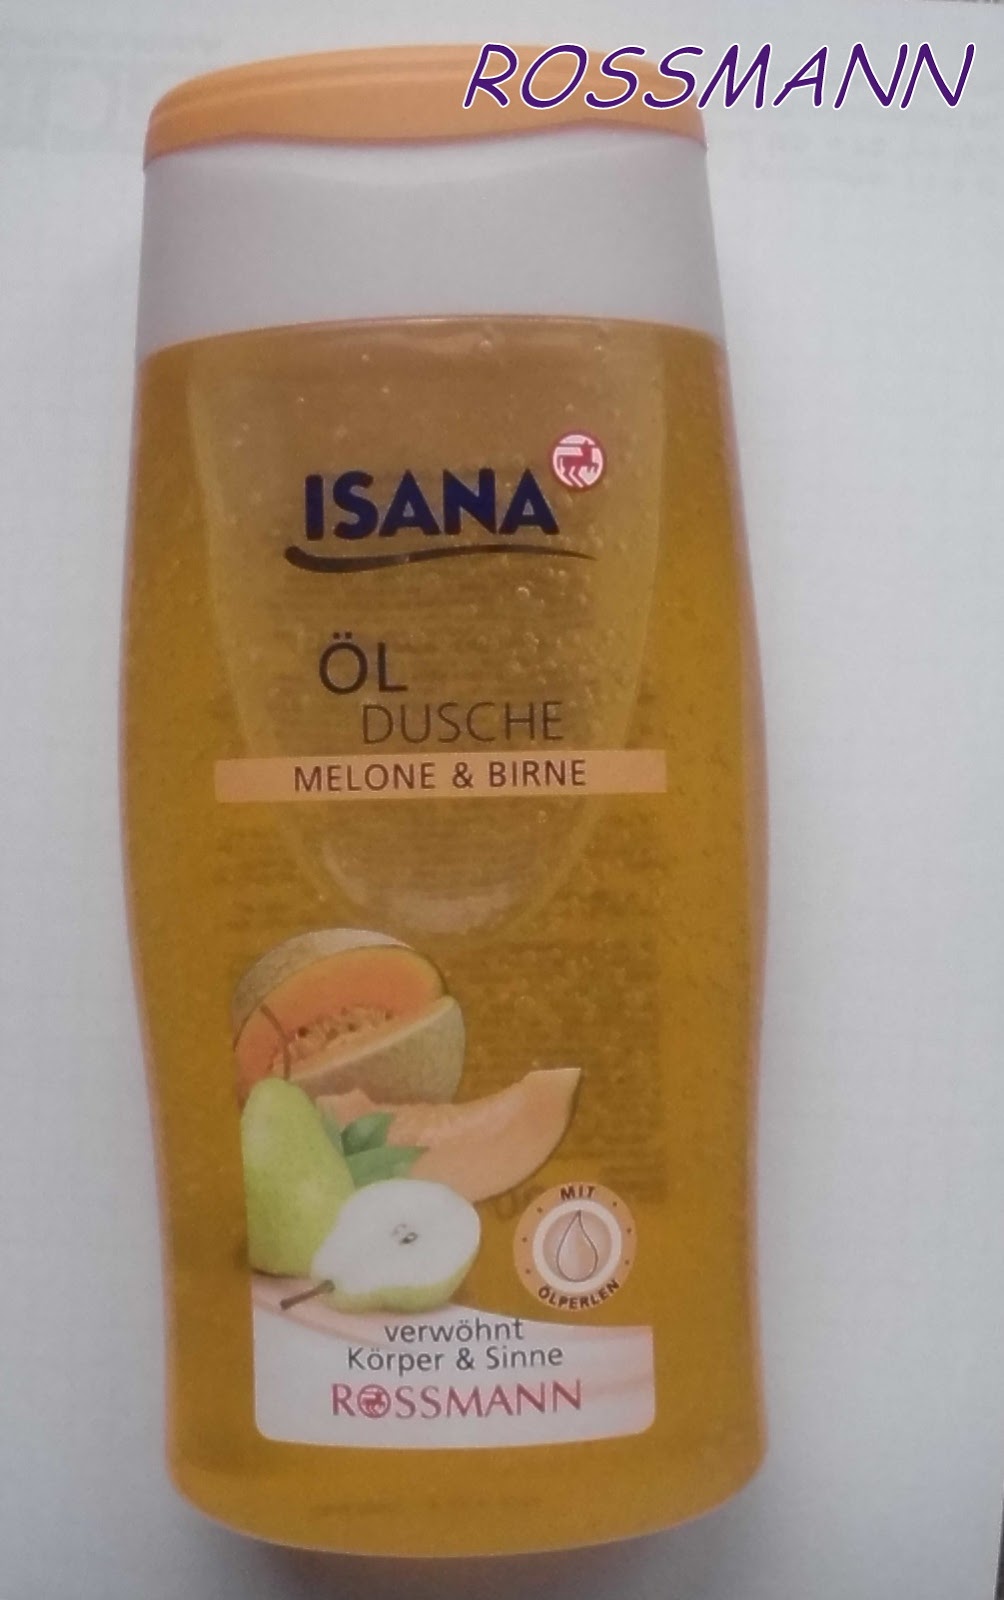 ROSSMANN
ISANA
ÖL
DUSCHE
MELONE & BIRNE
MIT
ÖLPERLEN
verwöhnt
Körper & Sinne
ROSSMANN